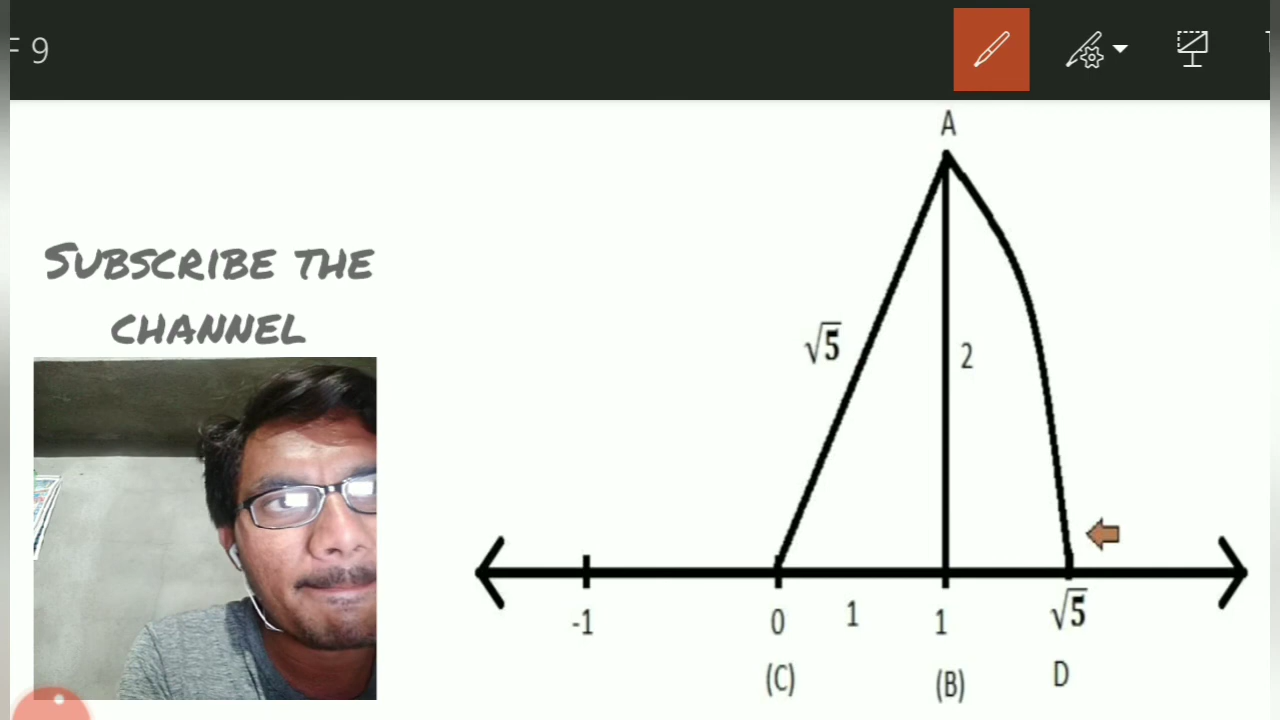 F 9
SUBSCRIBE THE
CHANNEL
A
√5
2
-1
0
1
1
√5
(C)
(B)
D